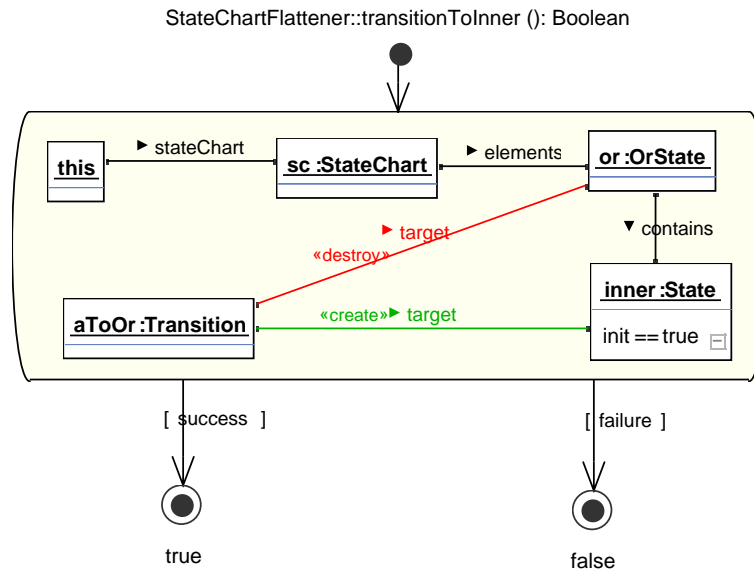 StateChartFlattener::transitionToInner (): Boolean
this
► stateChart
sc :StateChart
► elements
or :OrState
► target
«destroy»
▼ contains
aToOr :Transition
«create» ► target
inner :State
init == true
[ success ]
[ failure ]
true
false